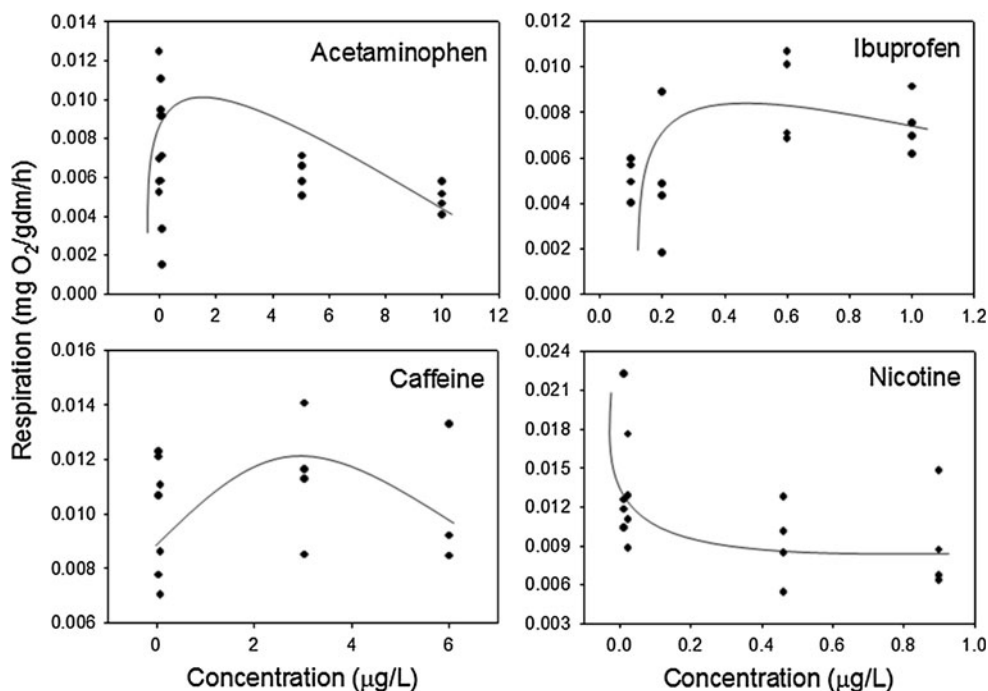 Respiration (mg O₂/gdm/h)
Acetaminophen
0.014
0.012
0.010
0.008
0.006
0.004
0.002
0.000
0 2 4 6 8 10 12
Ibuprofen
0.012
0.010
0.008
0.006
0.004
0.002
0.000
0.0 0.2 0.4 0.6 0.8 1.0 1.2
Caffeine
0.016
0.014
0.012
0.010
0.008
0.006
0 2 4 6
Concentration (μg/L)
Nicotine
0.024
0.021
0.018
0.015
0.012
0.009
0.006
0.003
0.0 0.2 0.4 0.6 0.8 1.0
Concentration (μg/L)